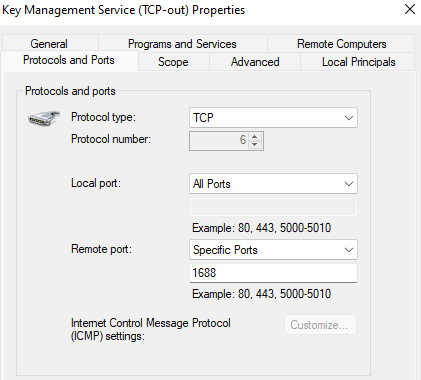 Key Management Service (TCP-out) Properties
General
Programs and Services
Remote Computers
Protocols and Ports
Scope
Advanced
Local Principals
Protocols and ports
Protocol type:
TCP
Protocol number:
6
Local port:
All Ports
Example: 80, 443, 5000-5010
Remote port:
Specific Ports
1688
Example: 80, 443, 5000-5010
Internet Control Message Protocol
(ICMP) settings:
Customize...